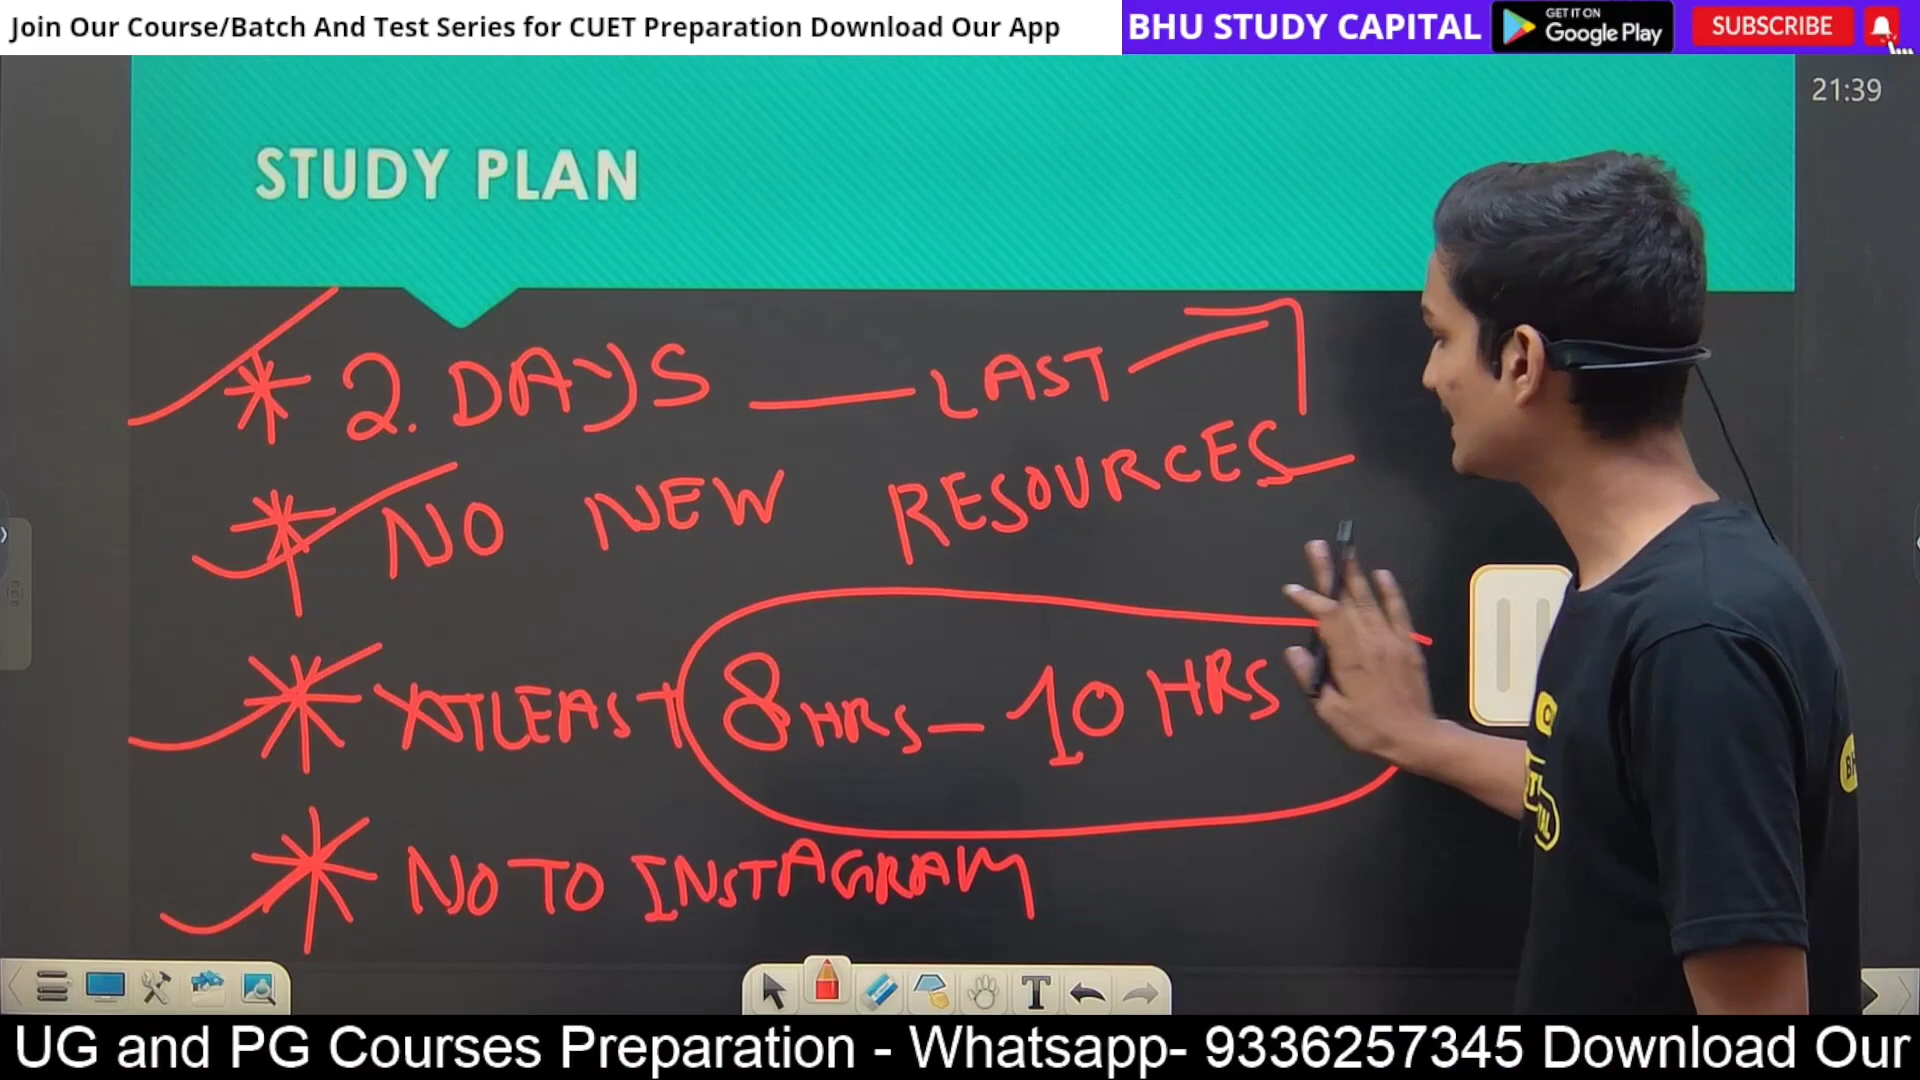 Join Our Course/Batch And Test Series for CUET Preparation Download Our App
BHU STUDY CAPITAL
GET IT ON
Google Play
SUBSCRIBE
21:39
STUDY PLAN
* 2. DAYS — LAST
* NO NEW RESOURCES
* ATLEAST 8 HRS – 10 HRS
* NO TO INSTAGRAM
T
UG and PG Courses Preparation - Whatsapp- 9336257345 Download Our